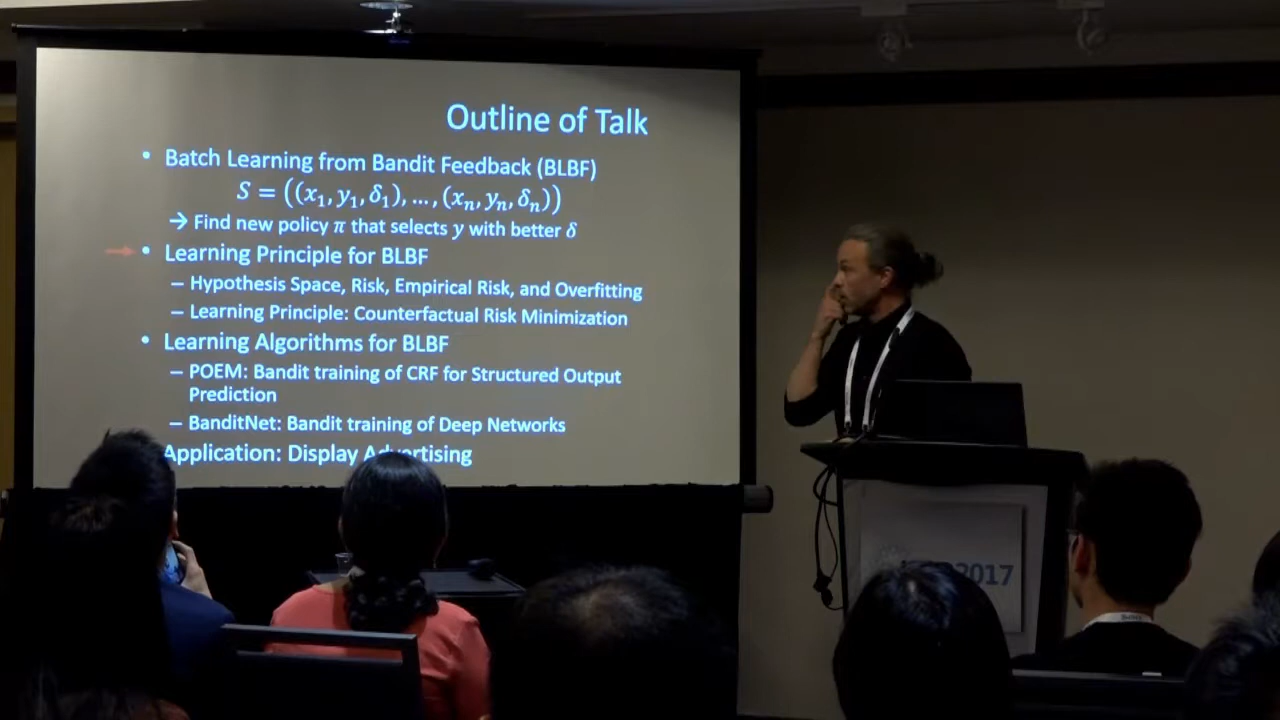 Outline of Talk
• Batch Learning from Bandit Feedback (BLBF)
S = ((x₁, y₁, δ₁), … , (xₙ, yₙ, δₙ))
→ Find new policy π that selects y with better δ
• Learning Principle for BLBF
– Hypothesis Space, Risk, Empirical Risk, and Overfitting
– Learning Principle: Counterfactual Risk Minimization
• Learning Algorithms for BLBF
– POEM: Bandit training of CRF for Structured Output
Prediction
– BanditNet: Bandit training of Deep Networks
Application: Display Advertising
2017